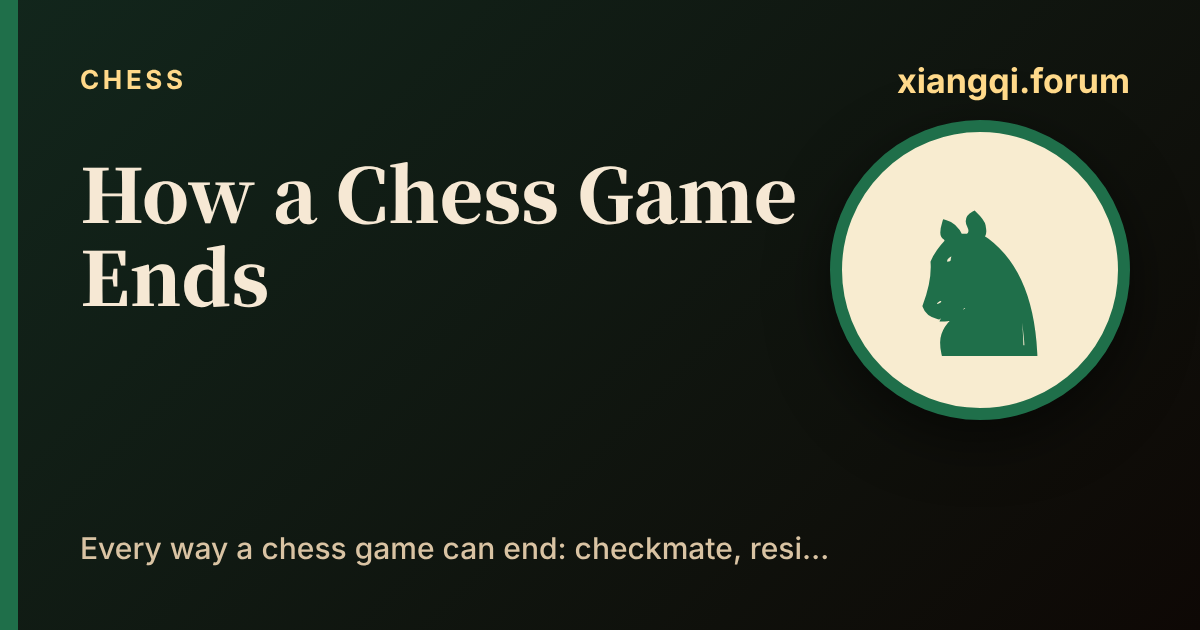 CHESS
xiangqi.forum
How a Chess Game
Ends
Every way a chess game can end: checkmate, resi...